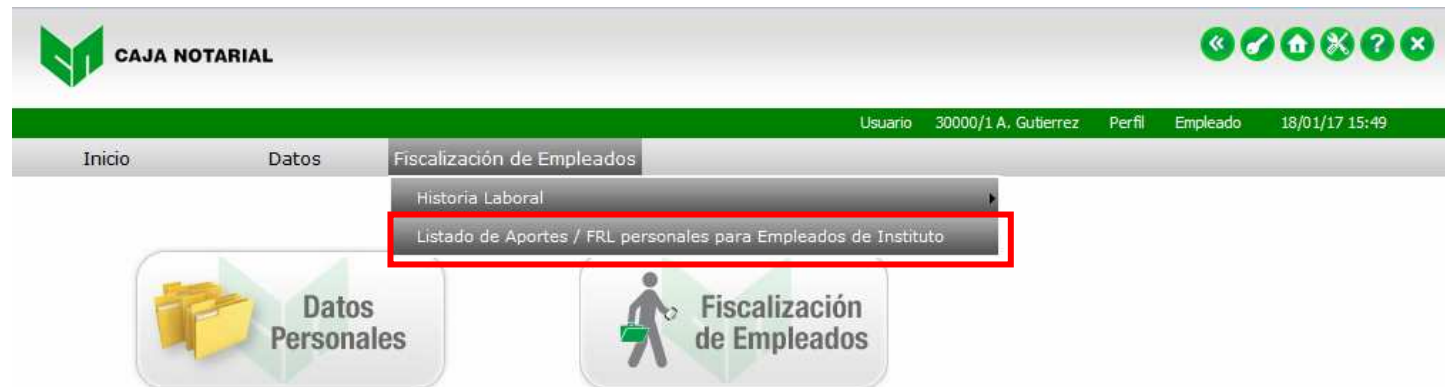 CAJA NOTARIAL
Usuario 30000/1 A. Gutierrez Perfil Empleado 18/01/17 15:49
Inicio Datos Fiscalización de Empleados
Historia Laboral
Listado de Aportes / FRL personales para Empleados de Instituto
Datos
Personales
Fiscalización
de Empleados